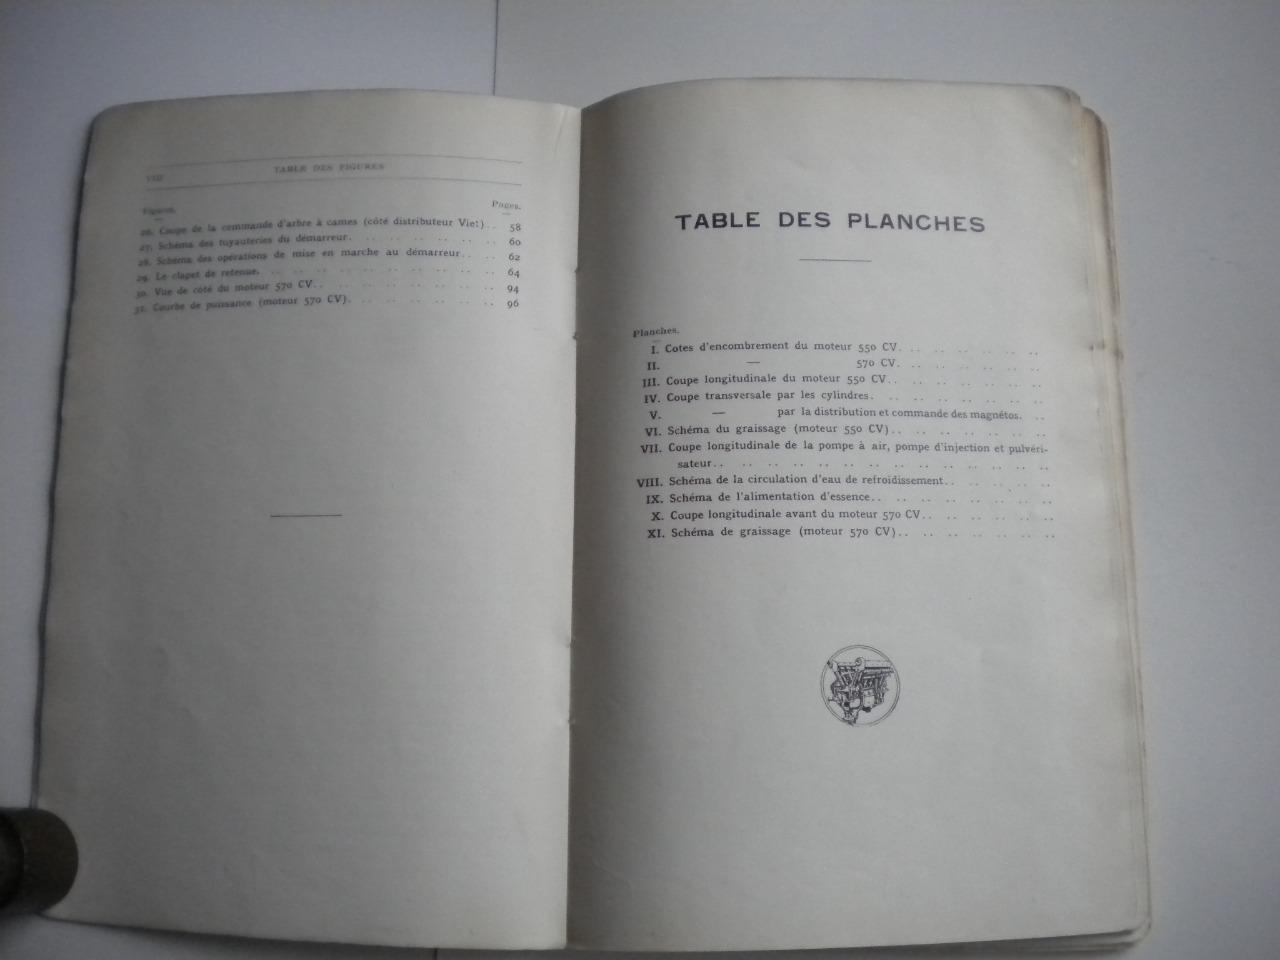 VIII TABLE DES FIGURES
Figures. Pages.
26. Coupe de la commande d'arbre à cames (côté distributeur Viet).. 58
27. Schéma des tuyauteries du démarreur. .. .. .. .. .. .. 60
28. Schéma des opérations de mise en marche au démarreur.. .. 62
29. Le clapet de retenue. .. .. .. .. .. .. .. .. .. 64
30. Vue de côté du moteur 570 CV.. .. .. .. .. .. .. .. 94
31. Courbe de puissance (moteur 570 CV). .. .. .. .. .. .. 96
TABLE DES PLANCHES
Planches.
I. Cotes d'encombrement du moteur 550 CV. .. .. .. .. .. ..
II. — 570 CV. .. .. .. .. .. ..
III. Coupe longitudinale du moteur 550 CV.. .. .. .. .. .. ..
IV. Coupe transversale par les cylindres. .. .. .. .. .. .. ..
V. — par la distribution et commande des magnétos. ..
VI. Schéma du graissage (moteur 550 CV).. .. .. .. .. .. ..
VII. Coupe longitudinale de la pompe à air, pompe d'injection et pulvéri-
sateur.. .. .. .. .. .. .. .. .. .. .. .. .. ..
VIII. Schéma de la circulation d'eau de refroidissement.. .. .. .. ..
IX. Schéma de l'alimentation d'essence.. .. .. .. .. .. .. ..
X. Coupe longitudinale avant du moteur 570 CV.. .. .. .. .. ..
XI. Schéma de graissage (moteur 570 CV).. .. .. .. .. .. ..